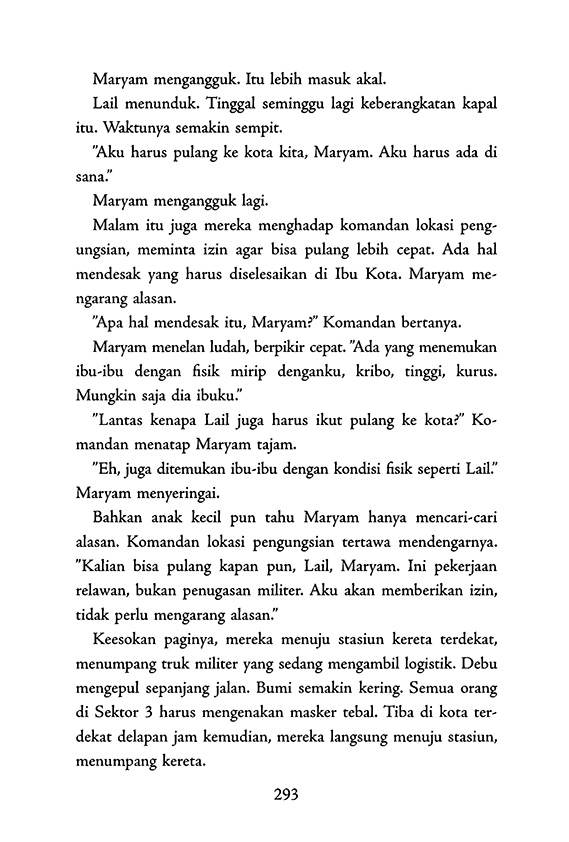 Maryam mengangguk. Itu lebih masuk akal.
Lail menunduk. Tinggal seminggu lagi keberangkatan kapal
itu. Waktunya semakin sempit.
"Aku harus pulang ke kota kita, Maryam. Aku harus ada di
sana."
Maryam mengangguk lagi.
Malam itu juga mereka menghadap komandan lokasi peng-
ungsian, meminta izin agar bisa pulang lebih cepat. Ada hal
mendesak yang harus diselesaikan di Ibu Kota. Maryam me-
ngarang alasan.
"Apa hal mendesak itu, Maryam?" Komandan bertanya.
Maryam menelan ludah, berpikir cepat. "Ada yang menemukan
ibu-ibu dengan fisik mirip denganku, kribo, tinggi, kurus.
Mungkin saja dia ibuku."
"Lantas kenapa Lail juga harus ikut pulang ke kota?" Ko-
mandan menatap Maryam tajam.
"Eh, juga ditemukan ibu-ibu dengan kondisi fisik seperti Lail."
Maryam menyeringai.
Bahkan anak kecil pun tahu Maryam hanya mencari-cari
alasan. Komandan lokasi pengungsian tertawa mendengarnya.
"Kalian bisa pulang kapan pun, Lail, Maryam. Ini pekerjaan
relawan, bukan penugasan militer. Aku akan memberikan izin,
tidak perlu mengarang alasan."
Keesokan paginya, mereka menuju stasiun kereta terdekat,
menumpang truk militer yang sedang mengambil logistik. Debu
mengepul sepanjang jalan. Bumi semakin kering. Semua orang
di Sektor 3 harus mengenakan masker tebal. Tiba di kota ter-
dekat delapan jam kemudian, mereka langsung menuju stasiun,
menumpang kereta.
293